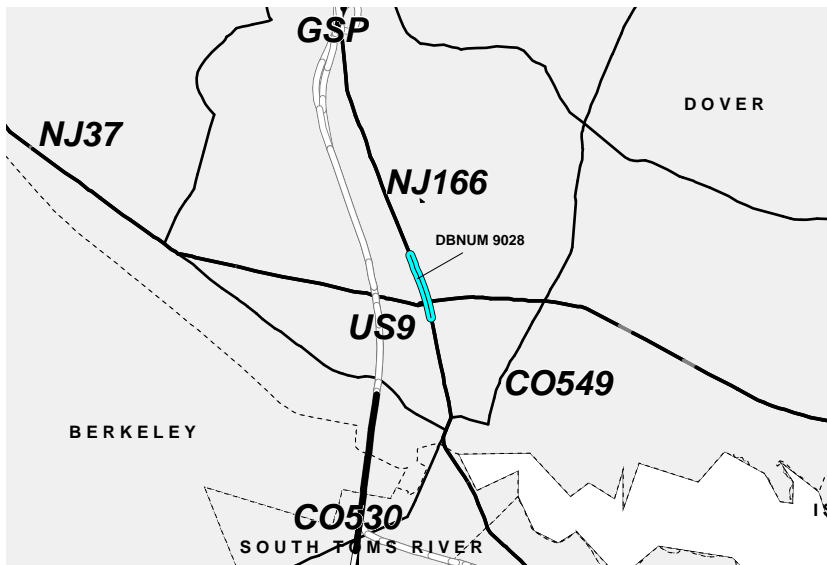 GSP
DOVER
NJ37
NJ166
DBNUM 9028
US9
CO549
BERKELEY
CO530
SOUTH TOMS RIVER